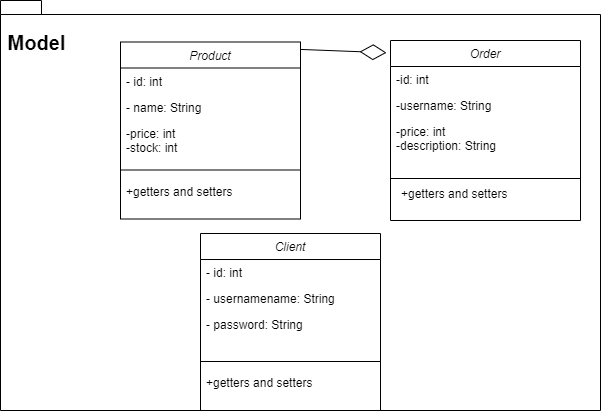 Model
Product
- id: int
- name: String
-price: int
-stock: int
+getters and setters
Order
-id: int
-username: String
-price: int
-description: String
+getters and setters
Client
- id: int
- usernamename: String
- password: String
+getters and setters